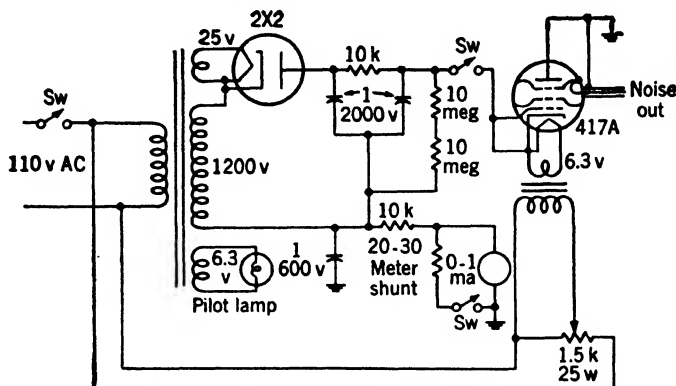 2X2
25 v
10 k
Sw
1
2000 v
10
meg
10
meg
Noise
out
417A
6.3 v
Sw
110 v AC
1200 v
10 k
20-30
Meter
shunt
0-1
ma
6.3
v
Pilot lamp
1
600 v
Sw
1.5 k
25 w